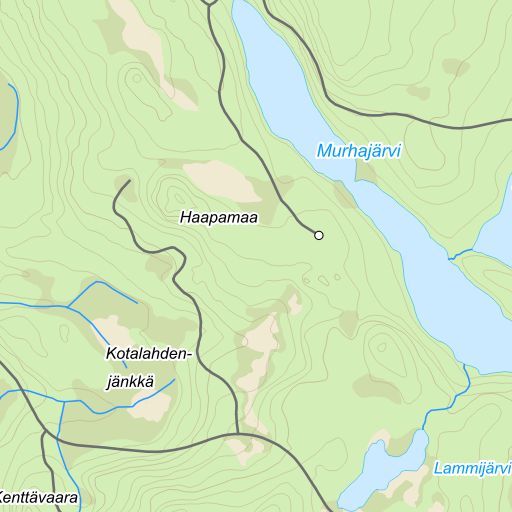 Murhajärvi
Haapamaa
Kotalahden-
jänkkä
Lammijärvi
Kenttävaara